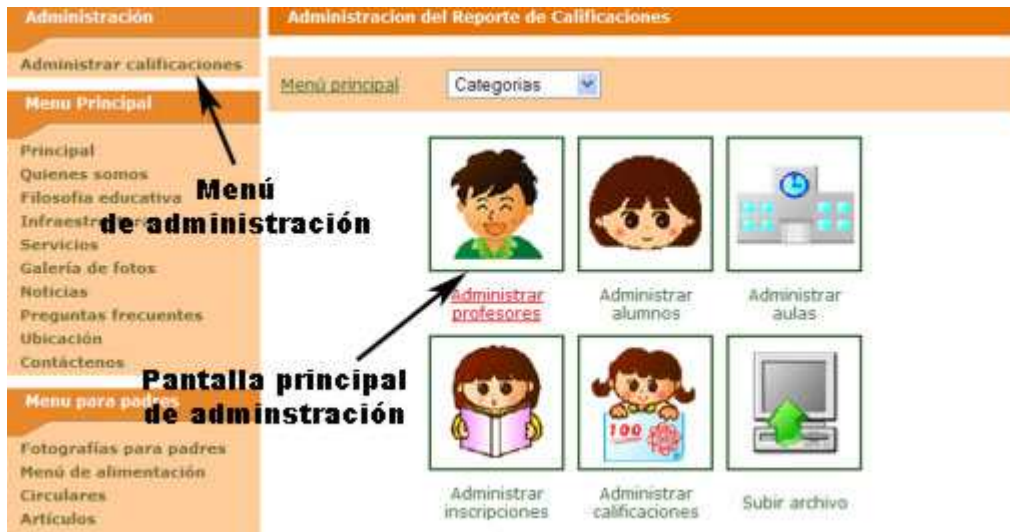 Administración
Administrar calificaciones
Menu Principal
Principal
Quienes somos
Filosofía educativa
Servicios
Galería de fotos
Noticias
Preguntas frecuentes
Ubicación
Contáctenos
Menu para padres
Fotografías para padres
Menú de alimentación
Circulares
Artículos
Administracion del Reporte de Calificaciones
Menú principal
Categorias
Menú
de administración
Administrar
profesores
Administrar
alumnos
Administrar
aulas
Pantalla principal
de adminstración
100
Administrar
inscripciones
Administrar
calificaciones
Subir archivo